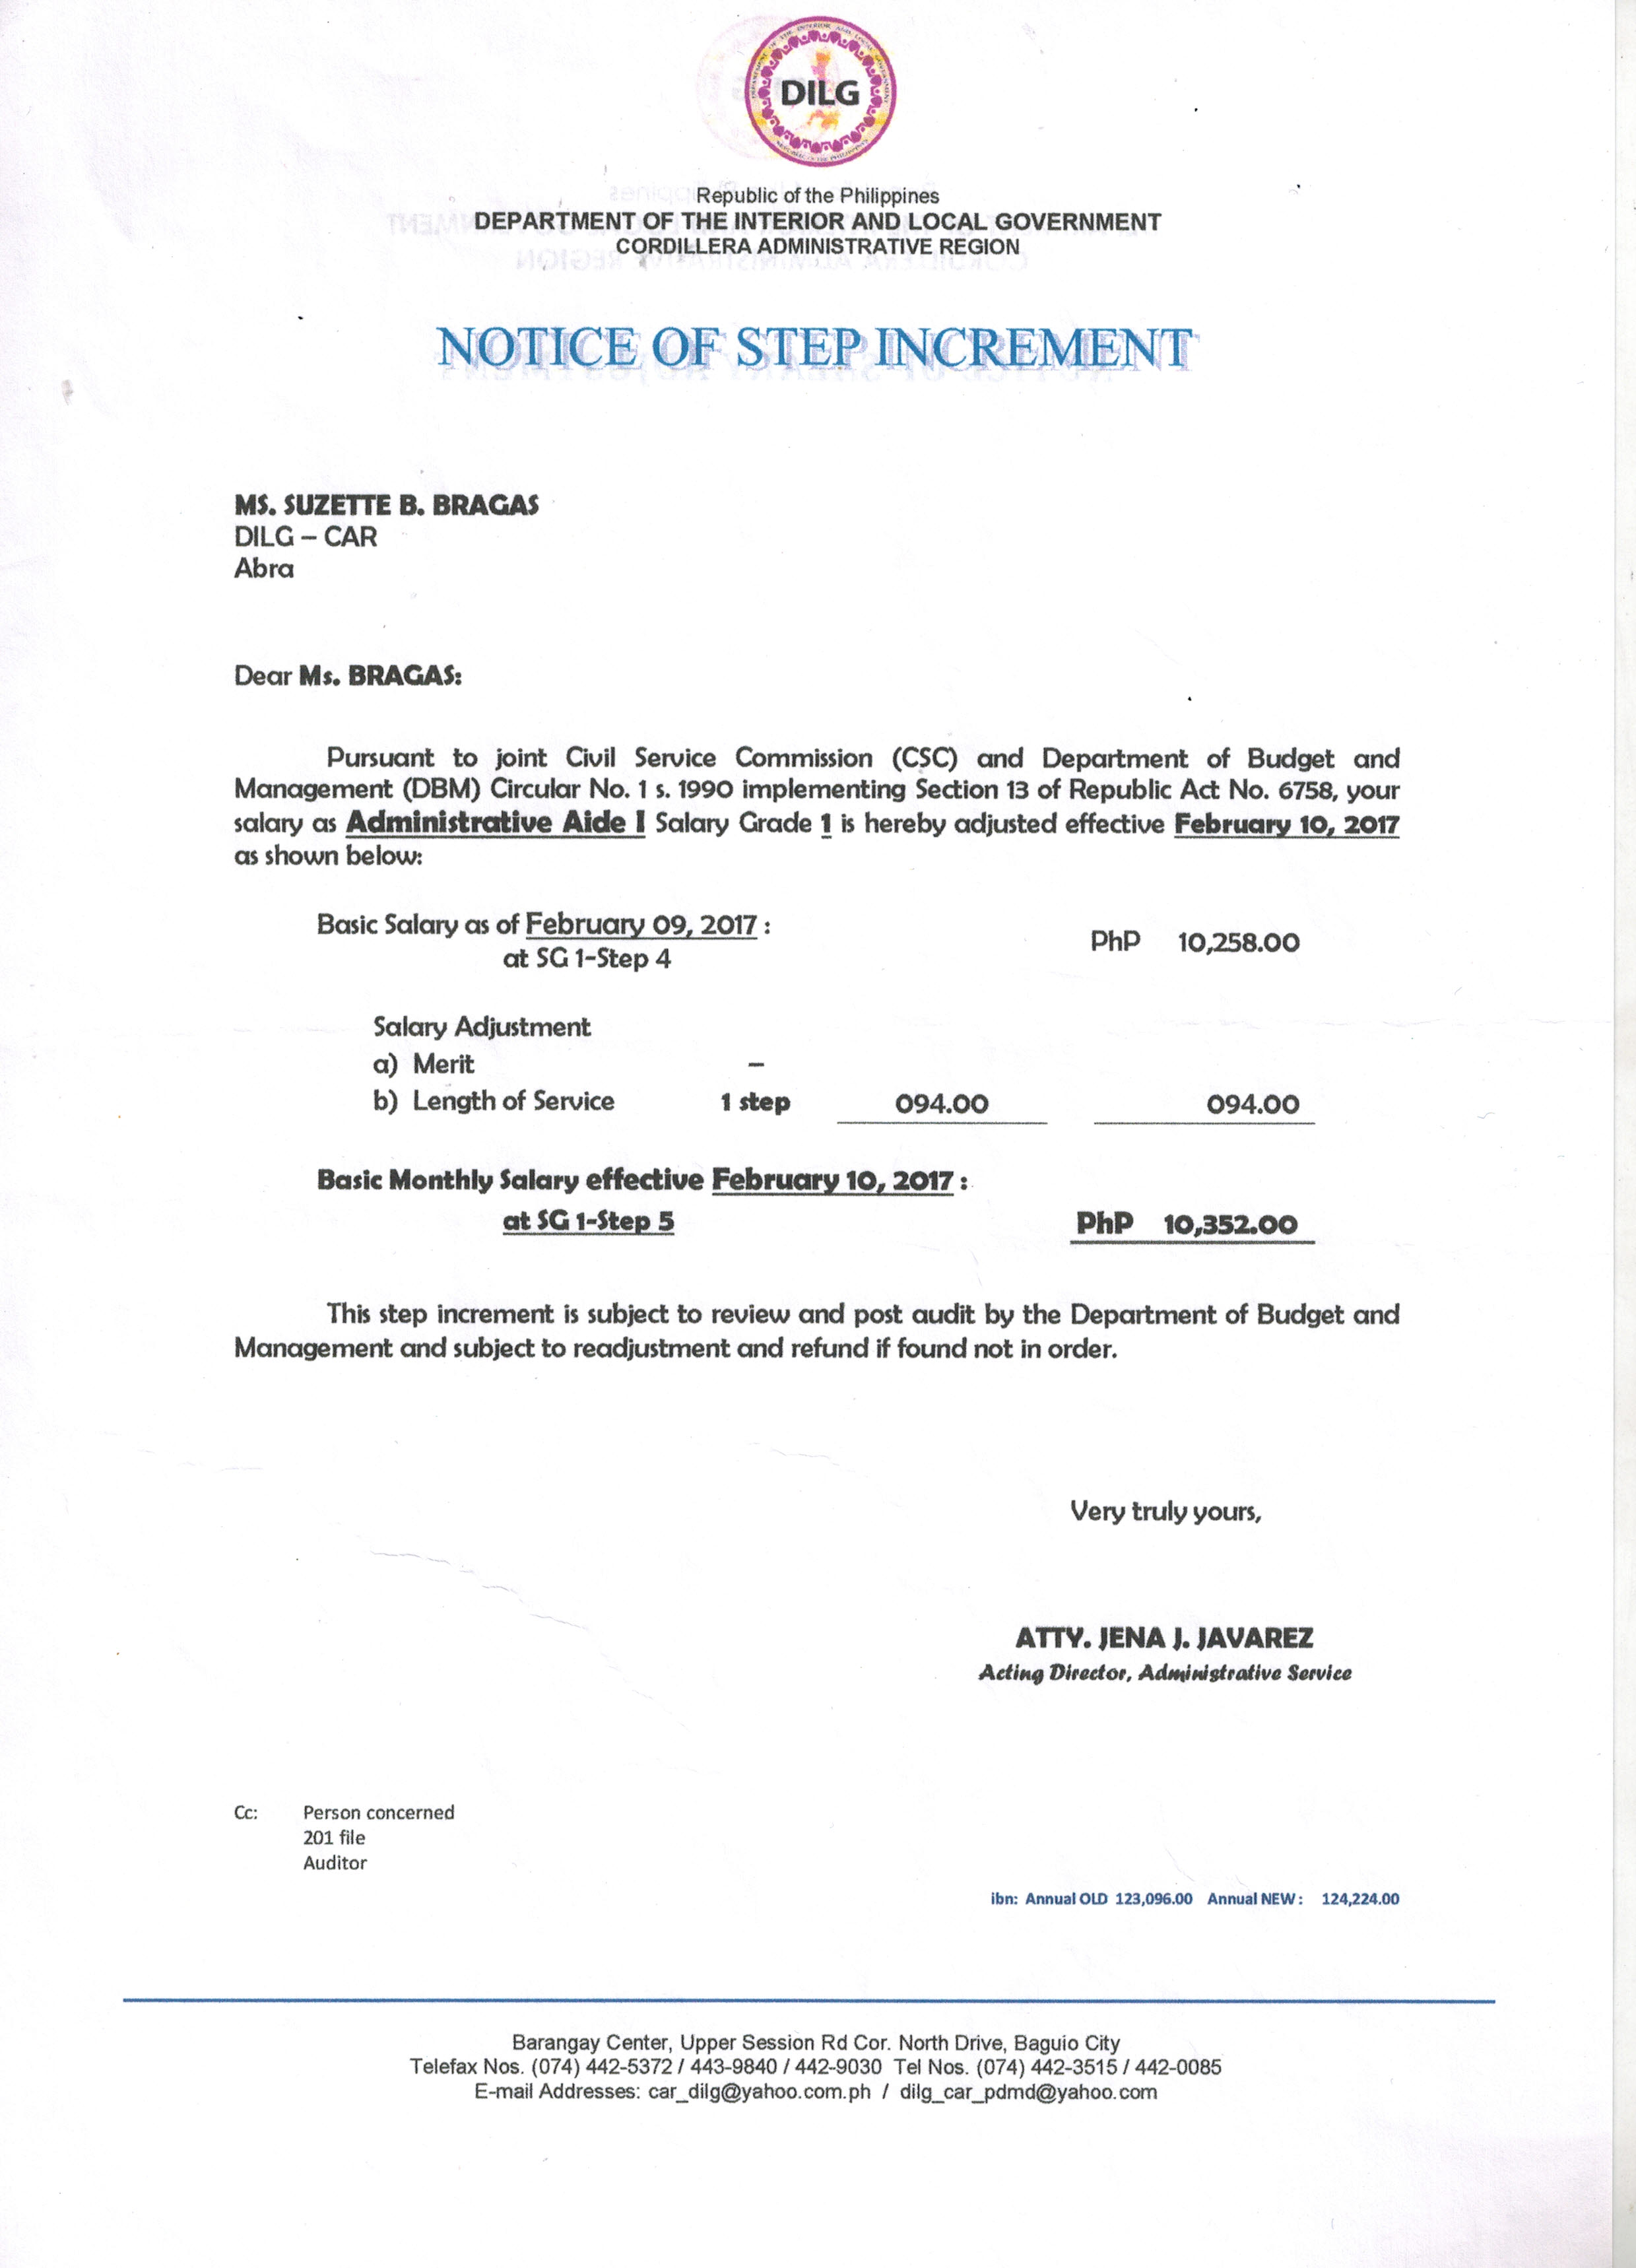 DILG
Republic of the Philippines
DEPARTMENT OF THE INTERIOR AND LOCAL GOVERNMENT
CORDILLERA ADMINISTRATIVE REGION
NOTICE OF STEP INCREMENT
MS. SUZETTE B. BRAGAS
DILG – CAR
Abra
Dear Ms. BRAGAS:
Pursuant to joint Civil Service Commission (CSC) and Department of Budget and
Management (DBM) Circular No. 1 s. 1990 implementing Section 13 of Republic Act No. 6758, your
salary as Administrative Aide I Salary Grade 1 is hereby adjusted effective February 10, 2017
as shown below:
Basic Salary as of February 09, 2017 :
at SG 1-Step 4 PhP 10,258.00
Salary Adjustment
a) Merit –
b) Length of Service 1 step 094.00 094.00
Basic Monthly Salary effective February 10, 2017 :
at SG 1-Step 5 PhP 10,352.00
This step increment is subject to review and post audit by the Department of Budget and
Management and subject to readjustment and refund if found not in order.
Very truly yours,
ATTY. JENA J. JAVAREZ
Acting Director, Administrative Service
Cc: Person concerned
201 file
Auditor
ibn: Annual OLD 123,096.00 Annual NEW : 124,224.00
Barangay Center, Upper Session Rd Cor. North Drive, Baguio City
Telefax Nos. (074) 442-5372 / 443-9840 / 442-9030 Tel Nos. (074) 442-3515 / 442-0085
E-mail Addresses: car_dilg@yahoo.com.ph / dilg_car_pdmd@yahoo.com